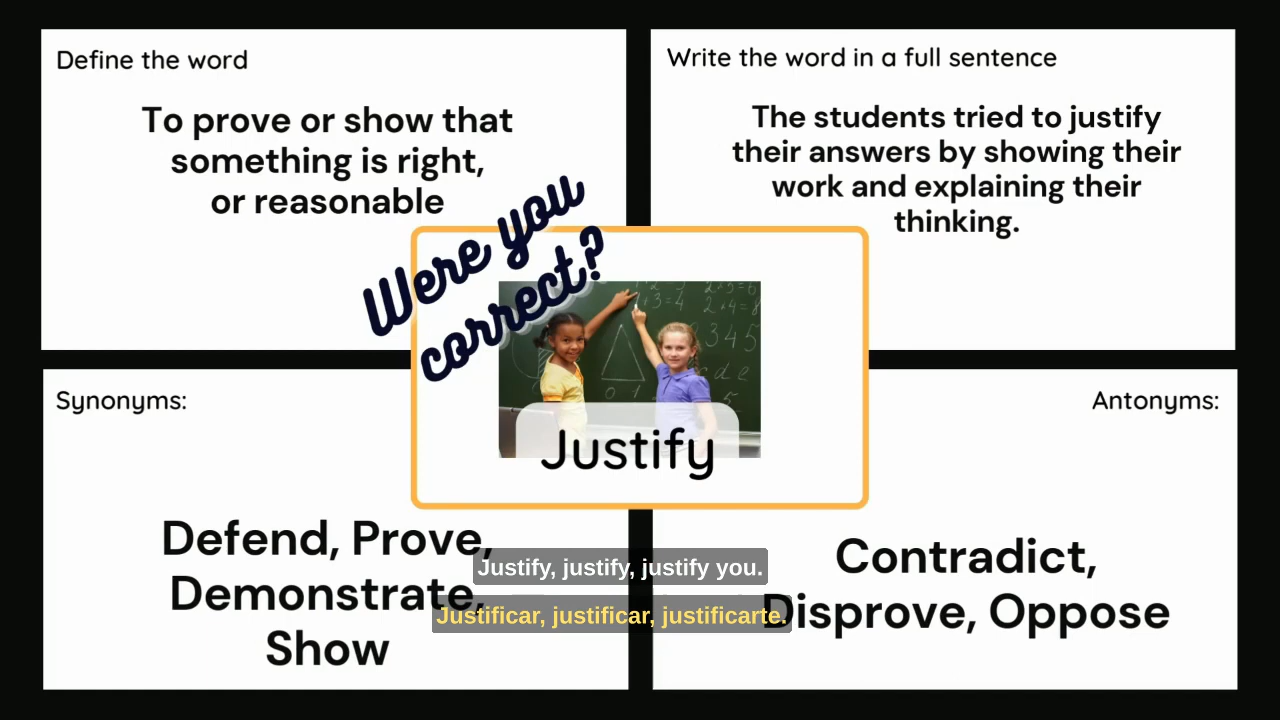 Define the word
To prove or show that
something is right,
or reasonable
Write the word in a full sentence
The students tried to justify
their answers by showing their
work and explaining their
thinking.
Were you
correct?
Justify
Synonyms:
Defend, Prove,
Demonstrate,
Show
Antonyms:
Contradict,
Disprove, Oppose
Justify, justify, justify you.
Justificar, justificar, justificarte.